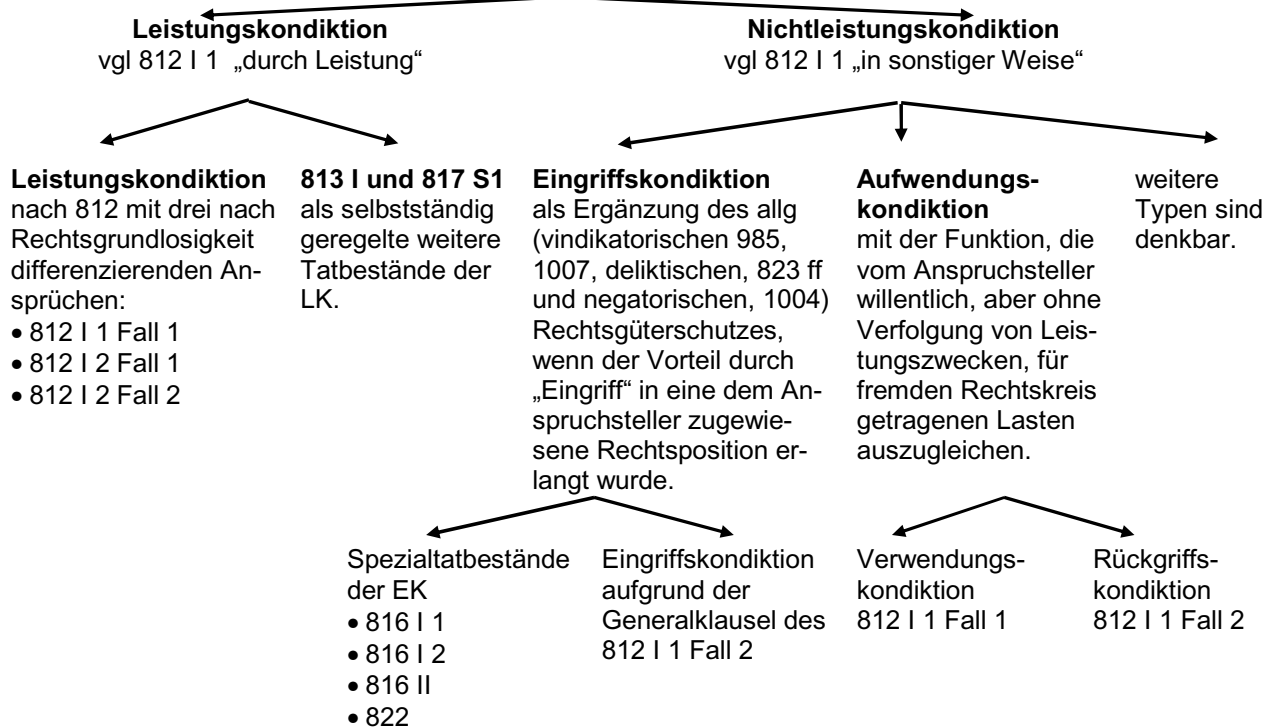 Leistungskondiktion
vgl 812 I 1 „durch Leistung“
Nichtleistungskondiktion
vgl 812 I 1 „in sonstiger Weise“
Leistungskondiktion
nach 812 mit drei nach
Rechtsgrundlosigkeit
differenzierenden An-
sprüchen:
• 812 I 1 Fall 1
• 812 I 2 Fall 1
• 812 I 2 Fall 2
813 I und 817 S1
als selbstständig
geregelte weitere
Tatbestände der
LK.
Eingriffskondiktion
als Ergänzung des allg
(vindikatorischen 985,
1007, deliktischen, 823 ff
und negatorischen, 1004)
Rechtsgüterschutzes,
wenn der Vorteil durch
„Eingriff“ in eine dem An-
spruchsteller zugewie-
sene Rechtsposition er-
langt wurde.
Aufwendungs-
kondiktion
mit der Funktion, die
vom Anspruchsteller
willentlich, aber ohne
Verfolgung von Leis-
tungszwecken, für
fremden Rechtskreis
getragenen Lasten
auszugleichen.
weitere
Typen sind
denkbar.
Spezialtatbestände
der EK
• 816 I 1
• 816 I 2
• 816 II
• 822
Eingriffskondiktion
aufgrund der
Generalklausel des
812 I 1 Fall 2
Verwendungs-
kondiktion
812 I 1 Fall 1
Rückgriffs-
kondiktion
812 I 1 Fall 2